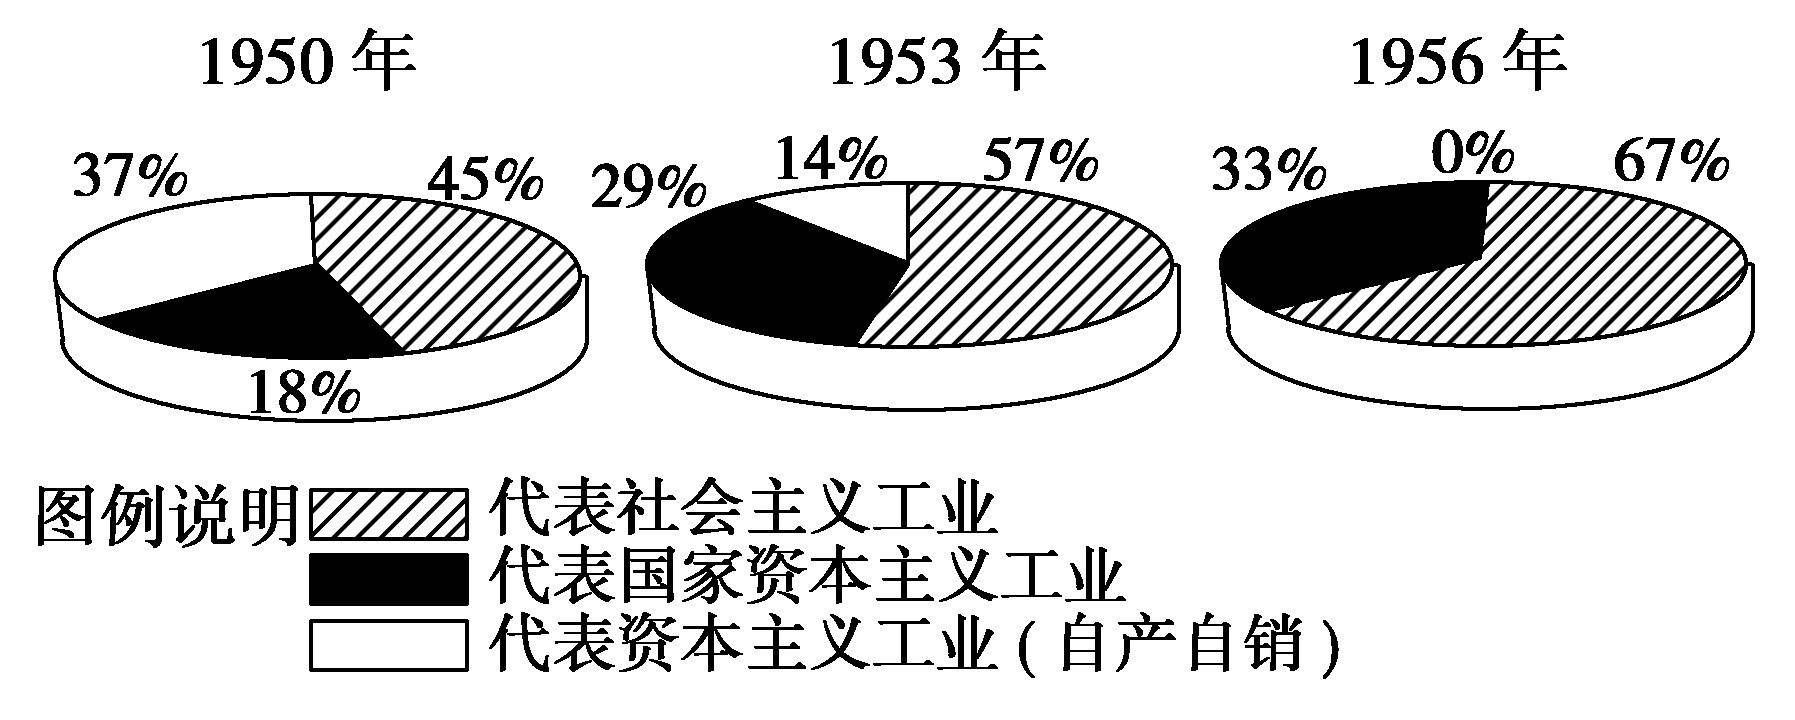 1950 年
1953 年
1956 年
37%
45%
18%
29%
14%
57%
33%
0%
67%
图例说明
代表社会主义工业
代表国家资本主义工业
代表资本主义工业(自产自销)